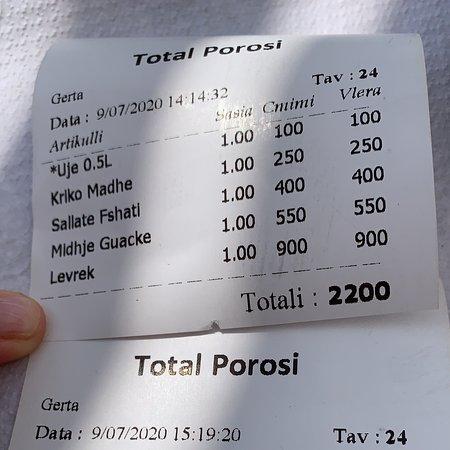 Total Porosi
Gerta
Data : 9/07/2020 14:14:32 Tav : 24
Artikulli Sasia Cmimi Vlera
*Uje 0.5L 1.00 100 100
Kriko Madhe 1.00 250 250
Sallate Fshati 1.00 400 400
Midhje Guacke 1.00 550 550
Levrek 1.00 900 900
Totali : 2200
Total Porosi
Gerta
Data : 9/07/2020 15:19:20 Tav : 24